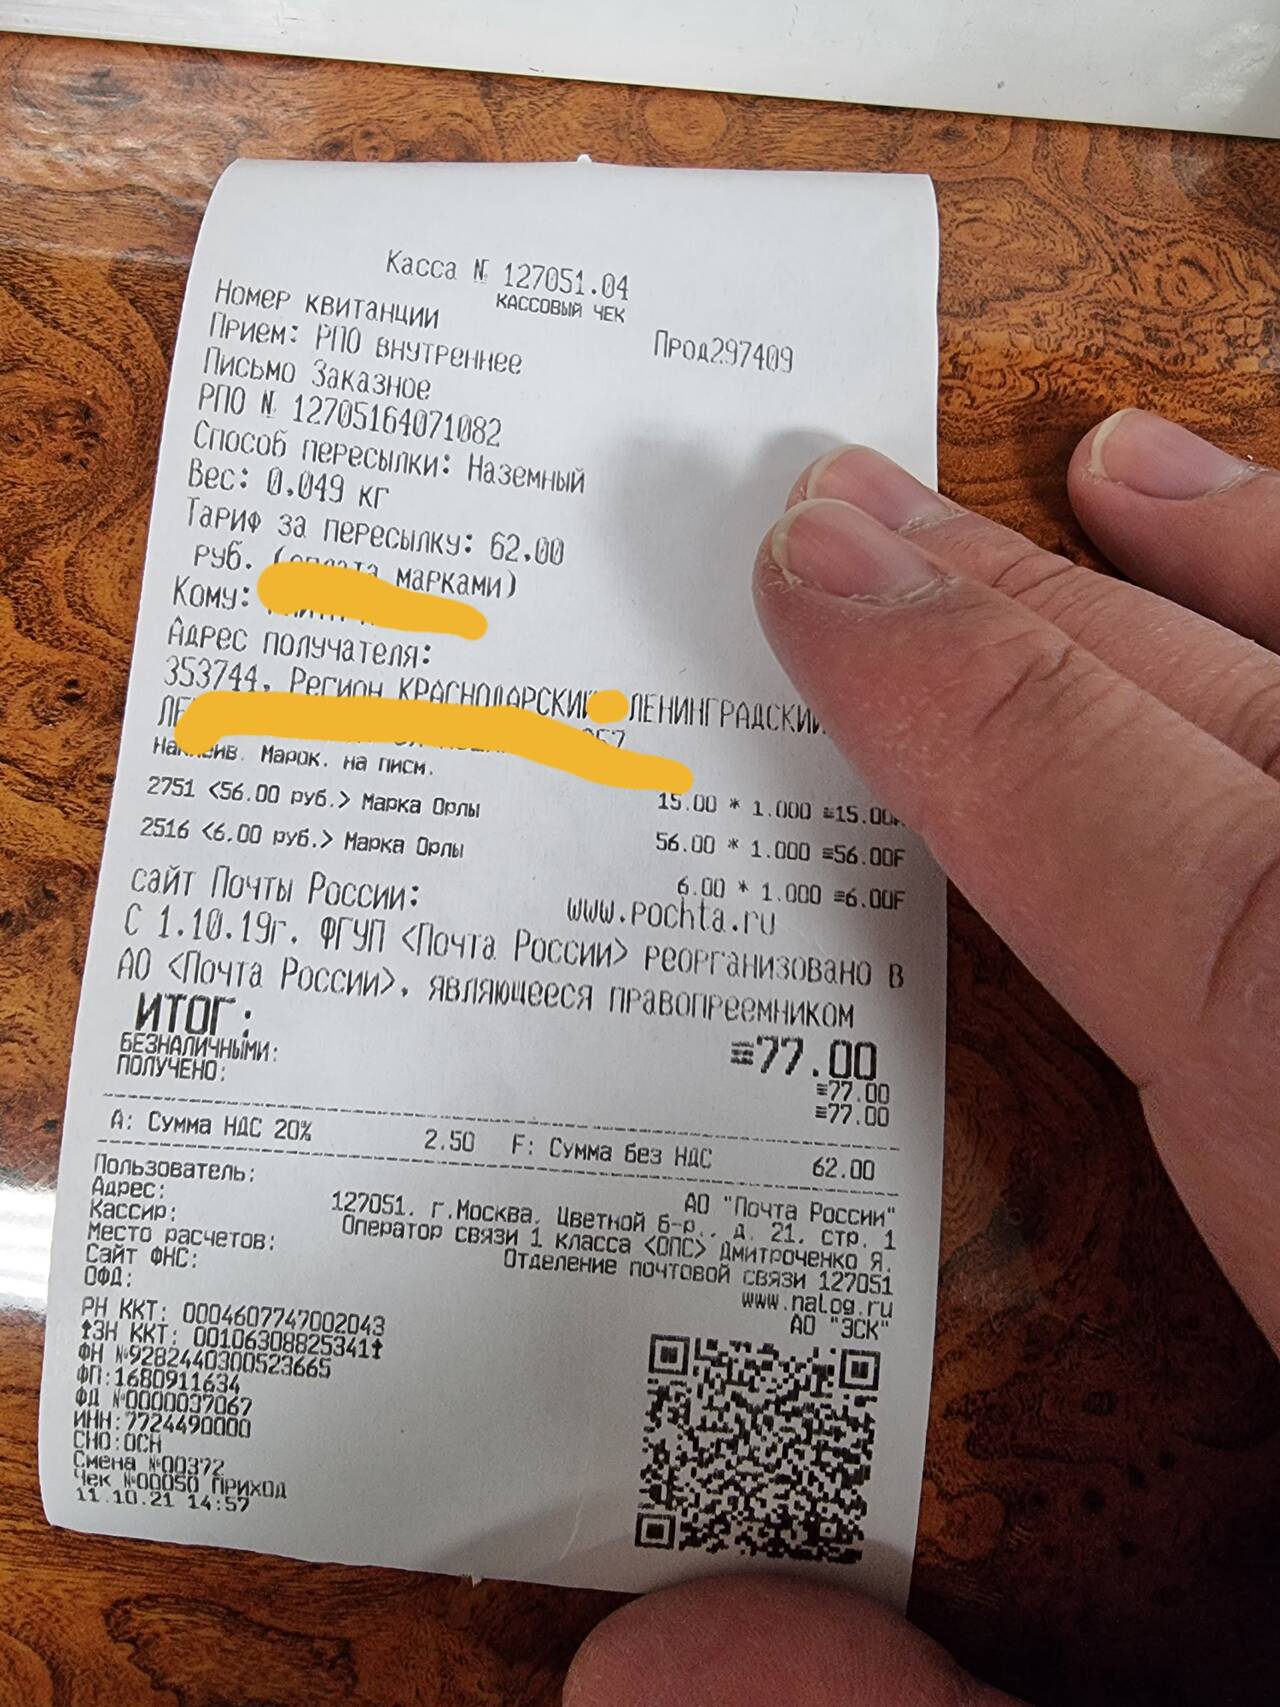 Касса № 127051.04
КАССОВЫЙ ЧЕК
Номер квитанции Прод297409
Прием: РПО внутреннее
Письмо Заказное
РПО № 12705164071082
Способ пересылки: Наземный
Вес: 0.049 кг
Тариф за пересылку: 62.00
руб. марками)
Кому:
Адрес получателя:
353744, Регион КРАСНОДАРСКИЙ ЛЕНИНГРАДСКИЙ
Марок. на писм.
15.00 * 1.000 ≡15.00
2751 <56.00 руб.> Марка Орлы
56.00 * 1.000 ≡56.00F
2516 <6.00 руб.> Марка Орлы
6.00 * 1.000 ≡6.00F
сайт Почты России: www.pochta.ru
С 1.10.19г. ФГУП <Почта России> реорганизовано в
АО <Почта России>, являющееся правопреемником
ИТОГ: ≡77.00
БЕЗНАЛИЧНЫМИ: ≡77.00
ПОЛУЧЕНО: ≡77.00
A: Сумма НДС 20% 2.50 F: Сумма без НДС 62.00
Пользователь: АО "Почта России"
Адрес: 127051, г.Москва, Цветной б-р., д. 21, стр. 1
Кассир: Оператор связи 1 класса <ОПС> Дмитроченко Я.
Место расчетов: Отделение почтовой связи 127051
Сайт ФНС: www.nalog.ru
ОФД: АО "ЭСК"
РН ККТ: 0004607747002043
↑ЗН ККТ: 00106308825341↑
ФН №9282440300523665
ФП:1680911634
ФД №0000037067
ИНН:7724490000
СНО:ОСН
Смена №00372
Чек №00050 Приход
11.10.21 14:57